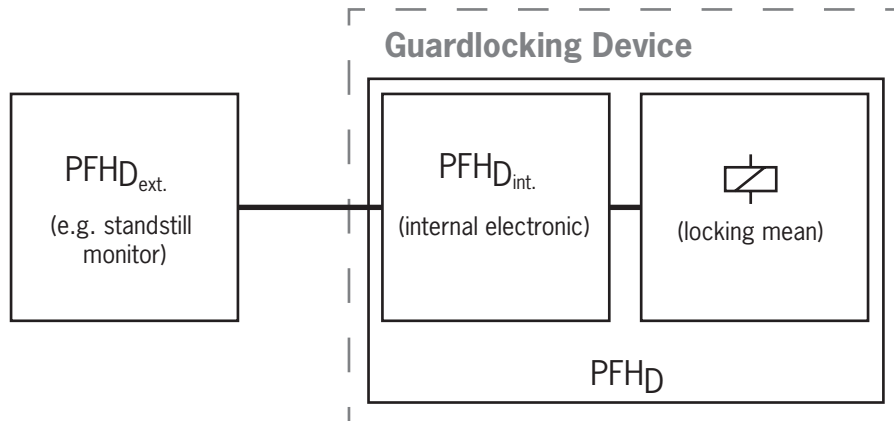 Guardlocking Device
PFHDext.
(e.g. standstill
monitor)
PFHDint.
(internal electronic)
(locking mean)
PFHD